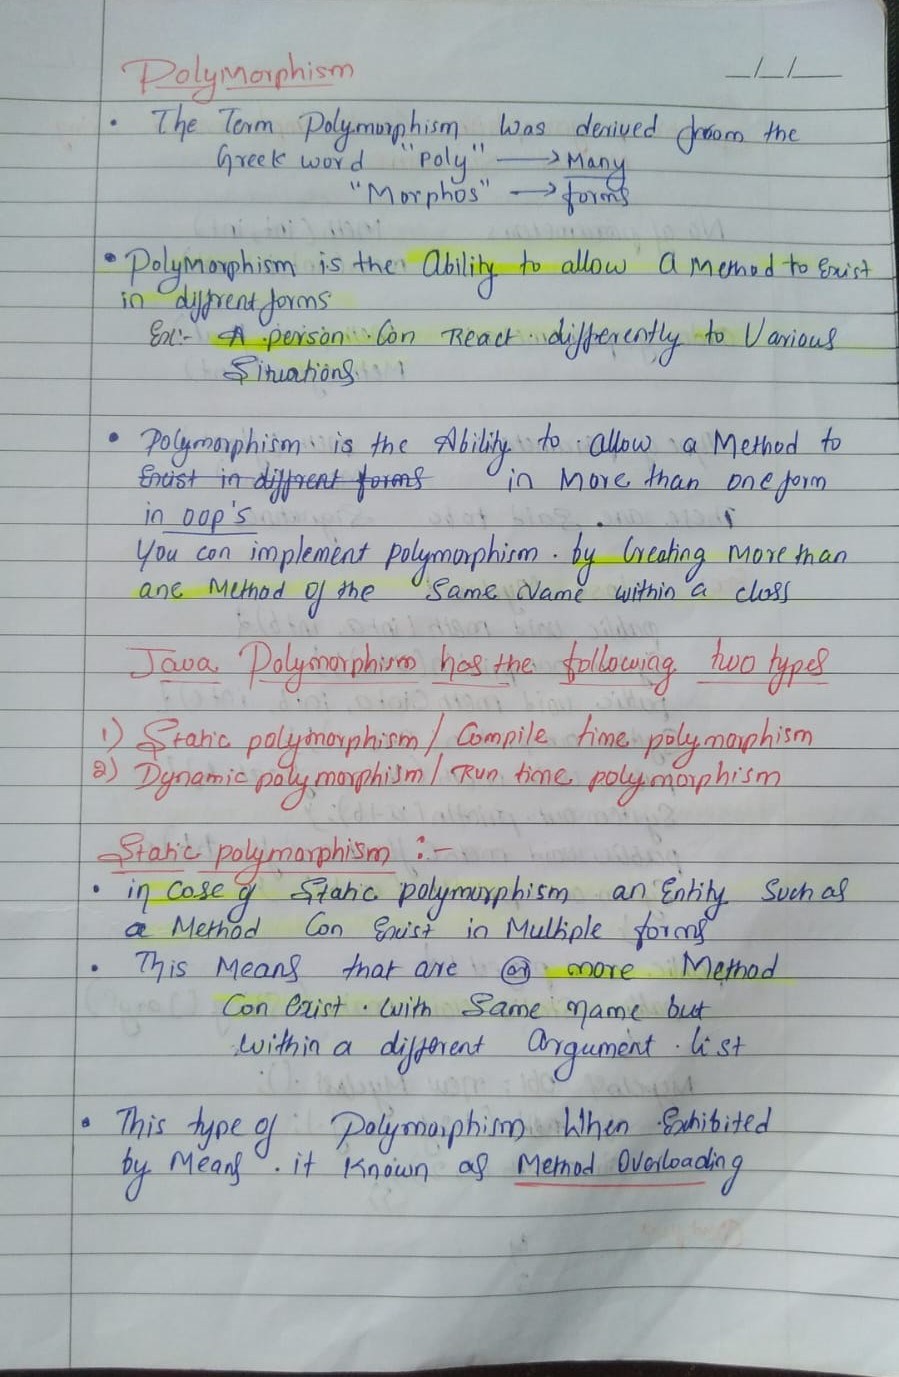 Polymorphism
_/_/__
• The Term Polymorphism was derived from the
Greek word "poly" → Many
"Morphos" → forms
• Polymorphism is the Ability to allow a Method to Exist
in diffrent forms
Ex:- A person Can React differently to Various
Situations.
• Polymorphism is the Ability to allow a Method to
Exist in diffrent forms in More than one form
in oop's
You can implement polymorphism. by Creating More than
one Method of the Same Name within a class
Java Polymorphism has the following two types
1) Static polymorphism / Compile time polymorphism
2) Dynamic polymorphism / Run time polymorphism
Static polymorphism :-
• in case of Static polymorphism an Entity Such as
a Method Can Exist in Multiple forms
• This Means that are or more Method
Can Exist. with Same name but
within a different Argument list
• This type of Polymorphism When Exhibited
by Means. it Known as Method Overloading